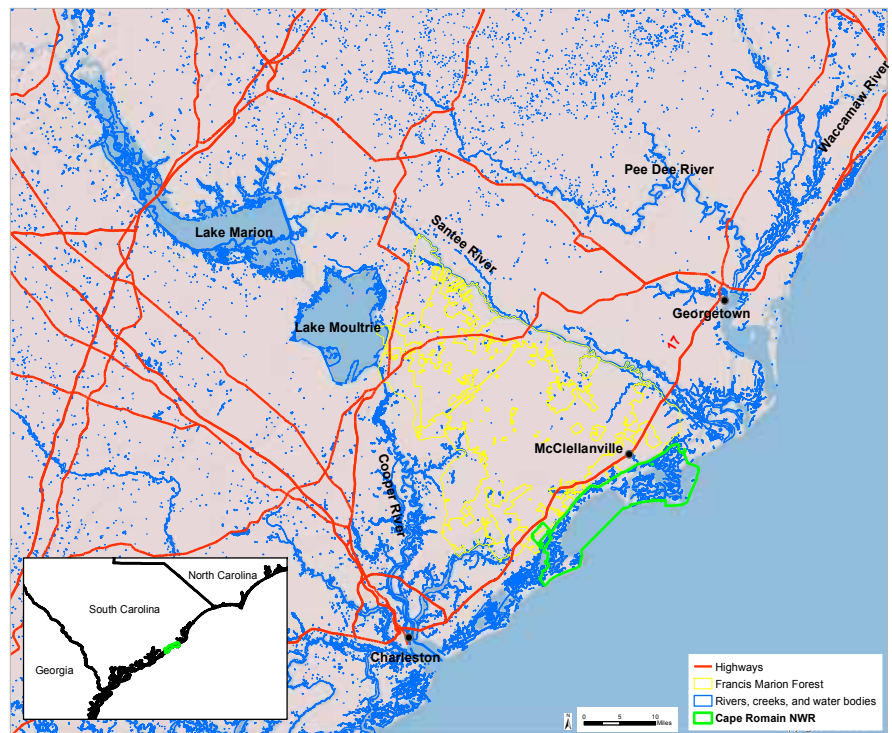 Waccamaw River
Pee Dee River
Lake Marion
Santee River
Georgetown
Lake Moultrie
17
McClellanville
Cooper River
North Carolina
South Carolina
Georgia
Charleston
Highways
Francis Marion Forest
Rivers, creeks, and water bodies
Cape Romain NWR
N
0 5 10
Miles